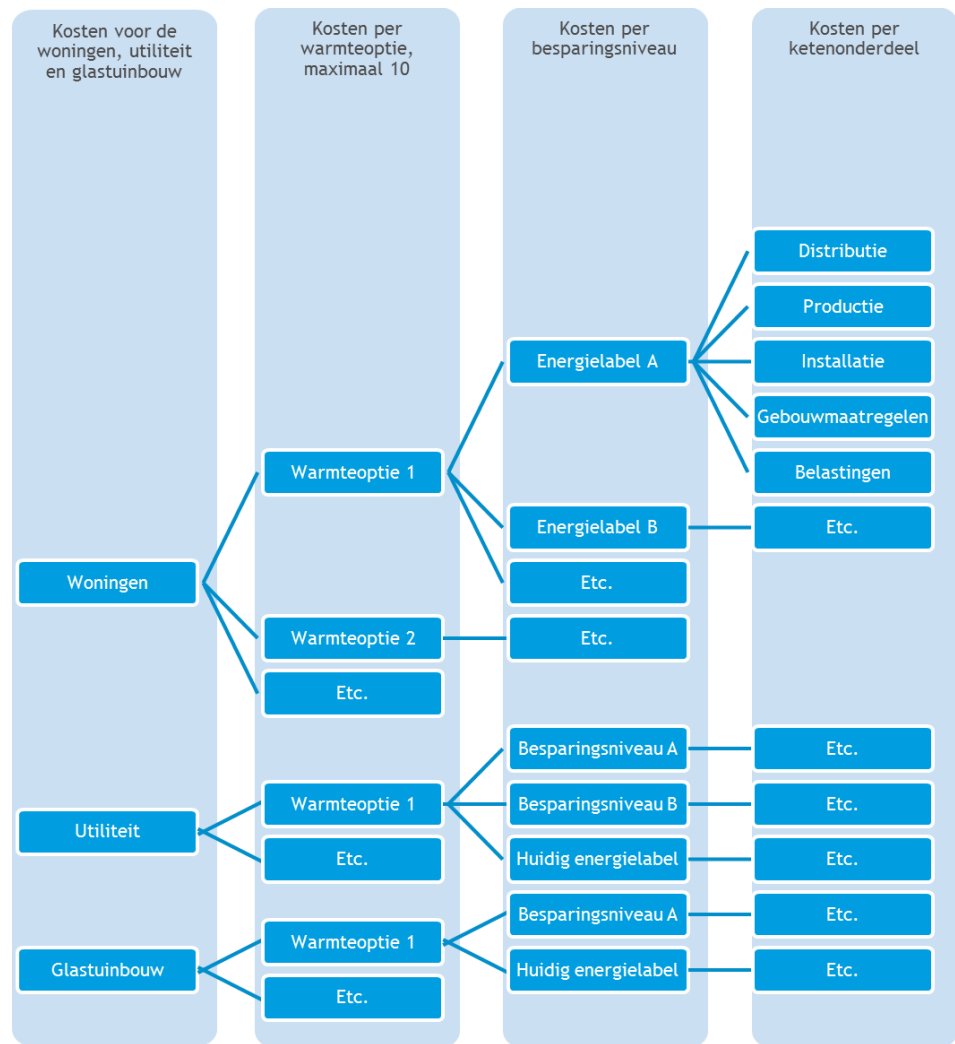 Kosten voor de
woningen, utiliteit
en glastuinbouw
Kosten per
warmteoptie,
maximaal 10
Kosten per
besparingsniveau
Kosten per
ketenonderdeel
Distributie
Productie
Energielabel A
Installatie
Gebouwmaatregelen
Warmteoptie 1
Belastingen
Energielabel B
Etc.
Woningen
Etc.
Warmteoptie 2
Etc.
Etc.
Besparingsniveau A
Etc.
Warmteoptie 1
Besparingsniveau B
Etc.
Utiliteit
Etc.
Huidig energielabel
Etc.
Besparingsniveau A
Etc.
Warmteoptie 1
Glastuinbouw
Huidig energielabel
Etc.
Etc.